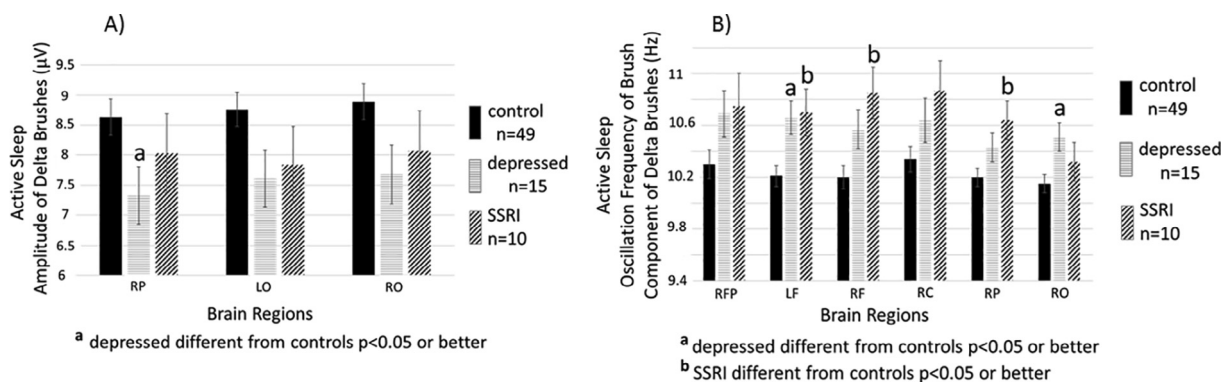 A)
Active Sleep
Amplitude of Delta Brushes (μV)
9.5
9
8.5
8
7.5
7
6.5
6
a
RP
LO
RO
Brain Regions
control
n=49
depressed
n=15
SSRI
n=10
a depressed different from controls p<0.05 or better
B)
Active Sleep
Oscillation Frequency of Brush
Component of Delta Brushes (Hz)
11
10.6
10.2
9.8
9.4
a
b
b
b
a
RFP
LF
RF
RC
RP
RO
Brain Regions
control
n=49
depressed
n=15
SSRI
n=10
a depressed different from controls p<0.05 or better
b SSRI different from controls p<0.05 or better